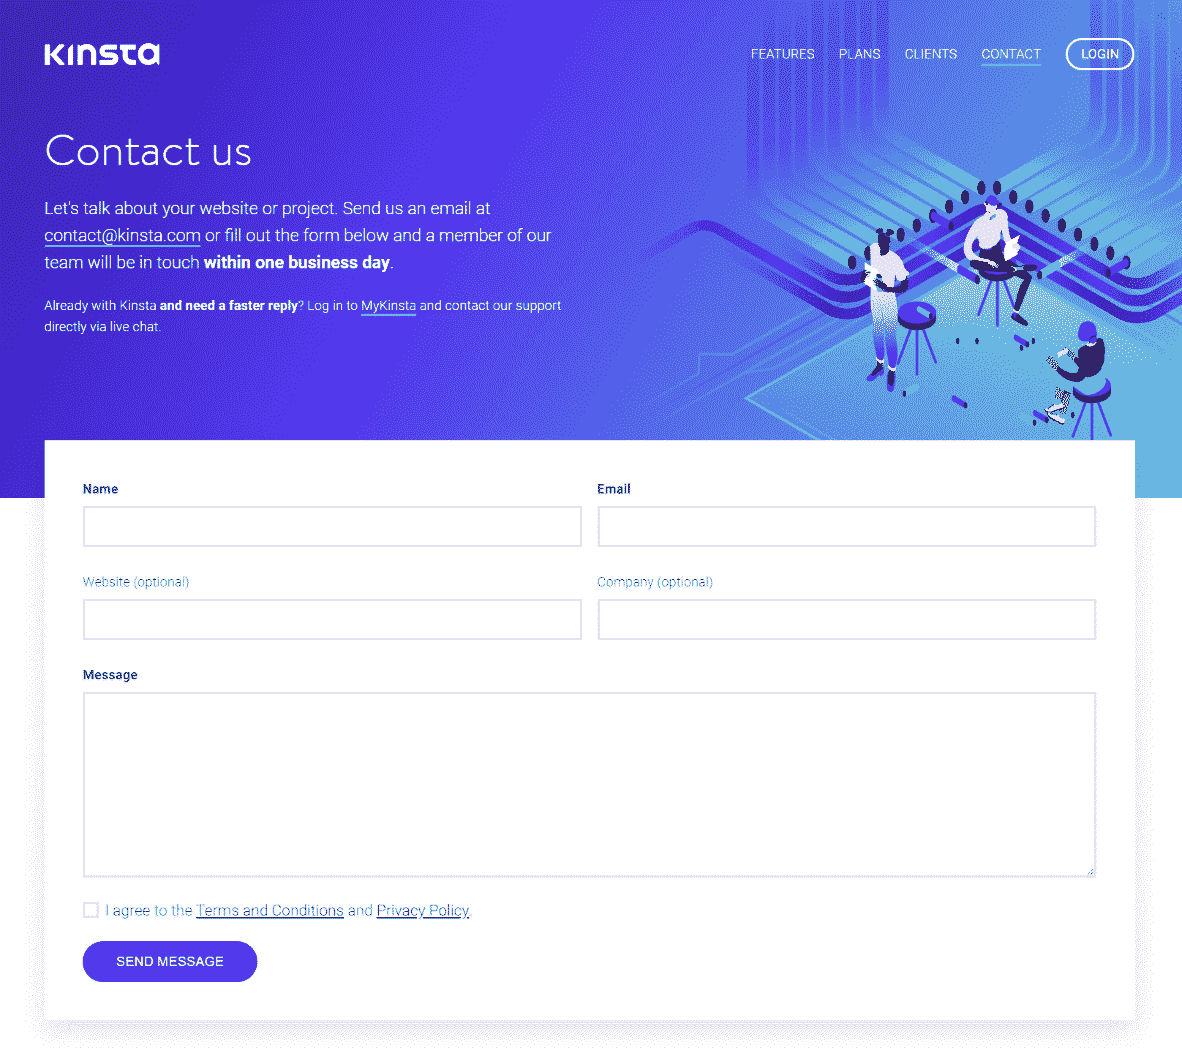 KINSTA
FEATURES PLANS CLIENTS CONTACT LOGIN
Contact us
Let's talk about your website or project. Send us an email at
contact@kinsta.com or fill out the form below and a member of our
team will be in touch within one business day.
Already with Kinsta and need a faster reply? Log in to MyKinsta and contact our support
directly via live chat.
Name Email
Website (optional) Company (optional)
Message
I agree to the Terms and Conditions and Privacy Policy.
SEND MESSAGE